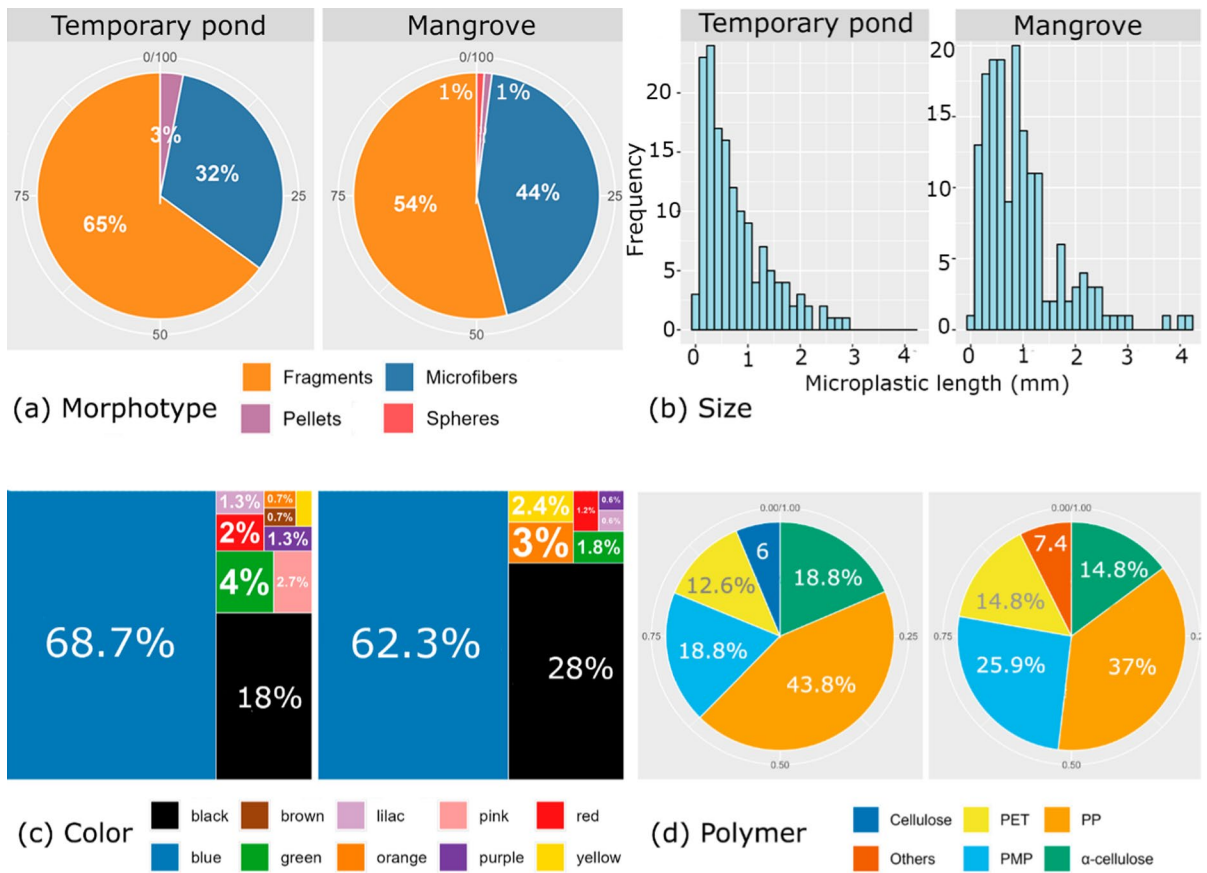 Temporary pond
Mangrove
0/100
3%
32%
65%
75
25
50
0/100
1%
1%
54%
44%
75
25
50
Fragments
Microfibers
Pellets
Spheres
(a) Morphotype
Temporary pond
Mangrove
Frequency
20
15
10
5
0
0 1 2 3 4
20
15
10
5
0
0 1 2 3 4
Microplastic length (mm)
(b) Size
68.7%
1.3%
0.7%
0.7%
2%
1.3%
4%
2.7%
18%
62.3%
2.4%
1.2%
0.6%
0.6%
3%
1.8%
28%
(c) Color
black
brown
lilac
pink
red
blue
green
orange
purple
yellow
0.00/1.00
6
18.8%
12.6%
18.8%
43.8%
0.75
0.25
0.50
0.00/1.00
7.4
14.8%
14.8%
25.9%
37%
0.75
0.50
(d) Polymer
Cellulose
PET
PP
Others
PMP
α-cellulose